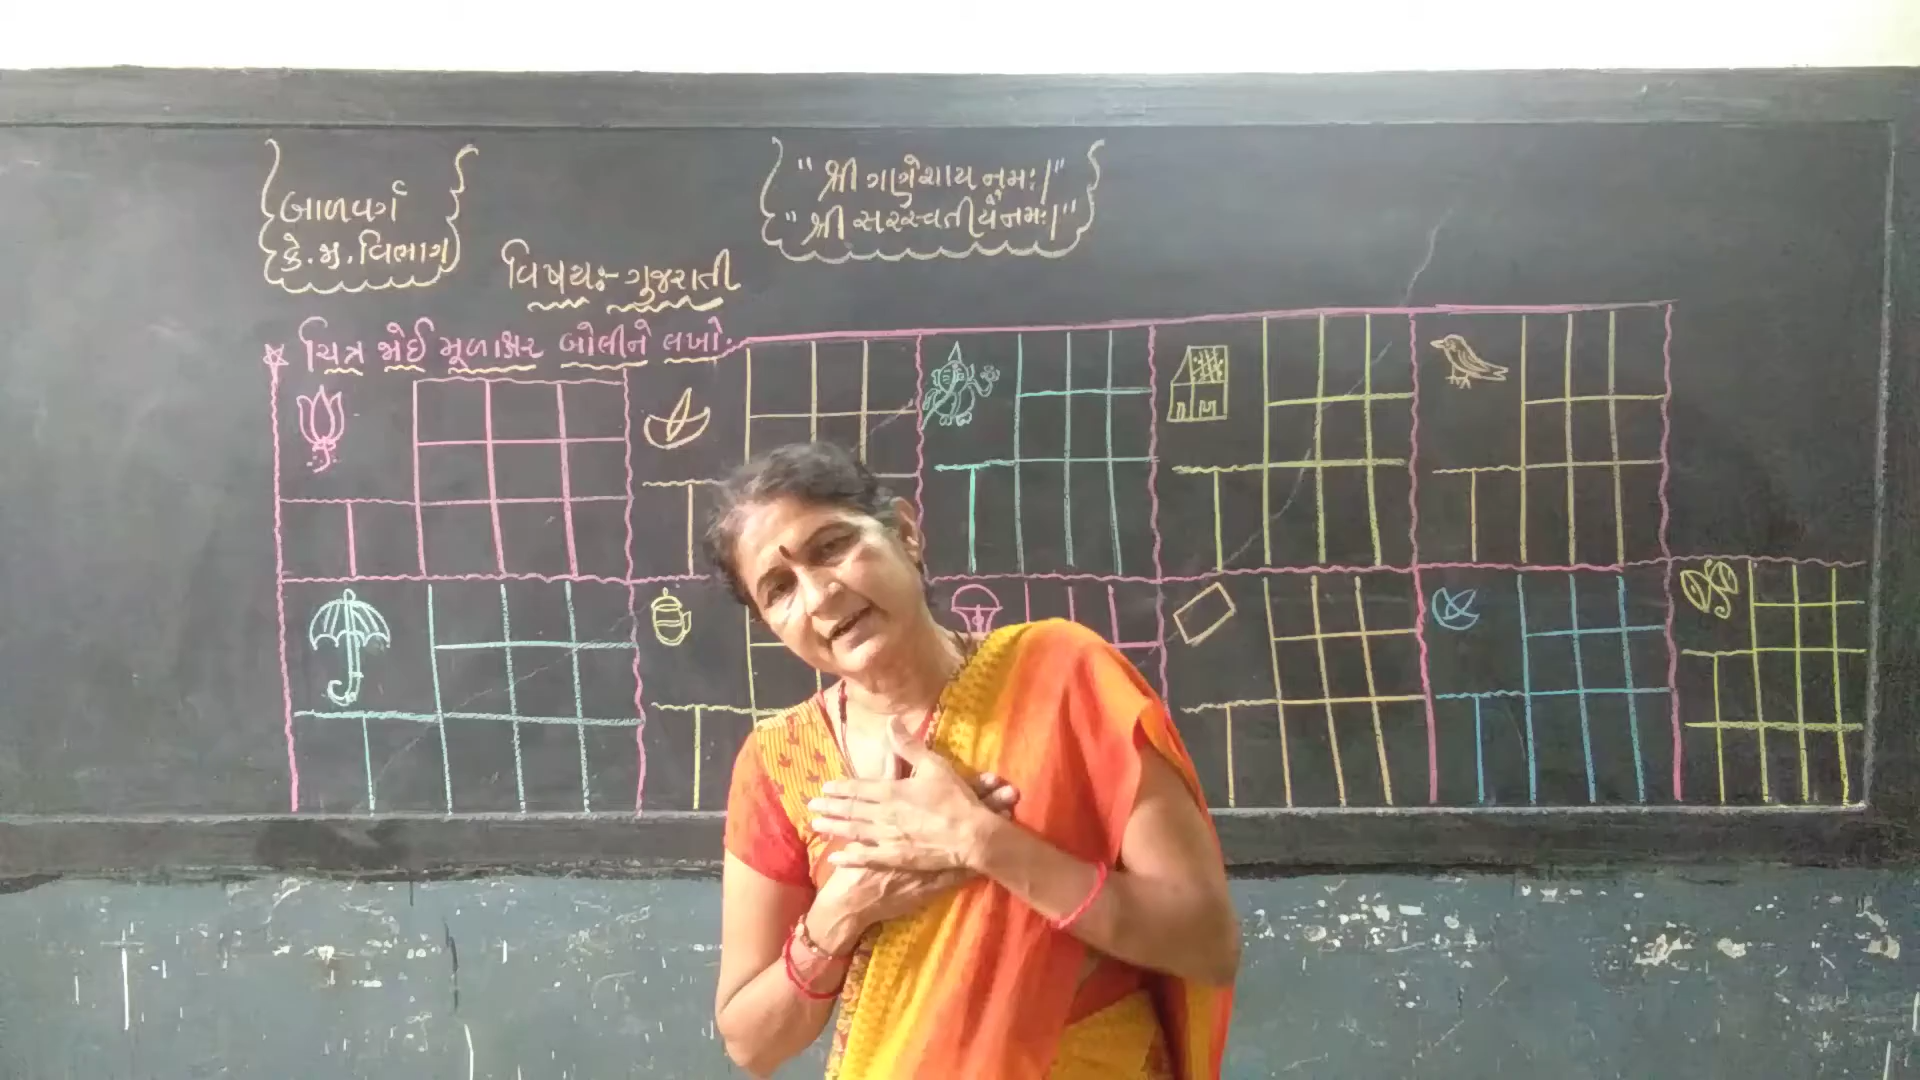 બાળવર્ગ
કે.મુ.વિભાગ
"શ્રી ગણેશાય નમઃ।"
"શ્રી સરસ્વતીયૈ નમઃ।"
વિષયઃ- ગુજરાતી
ચિત્ર જોઈ મૂળાક્ષર બોલીને લખો.